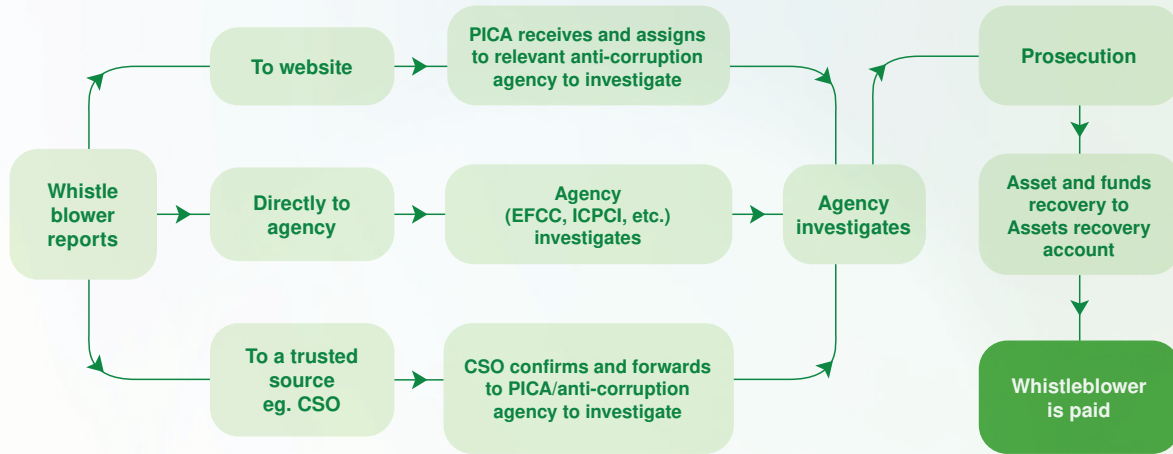 Whistle
blower
reports
To website
PICA receives and assigns
to relevant anti-corruption
agency to investigate
Directly to
agency
Agency
(EFCC, ICPCI, etc.)
investigates
To a trusted
source
eg. CSO
CSO confirms and forwards
to PICA/anti-corruption
agency to investigate
Agency
investigates
Prosecution
Asset and funds
recovery to
Assets recovery
account
Whistleblower
is paid